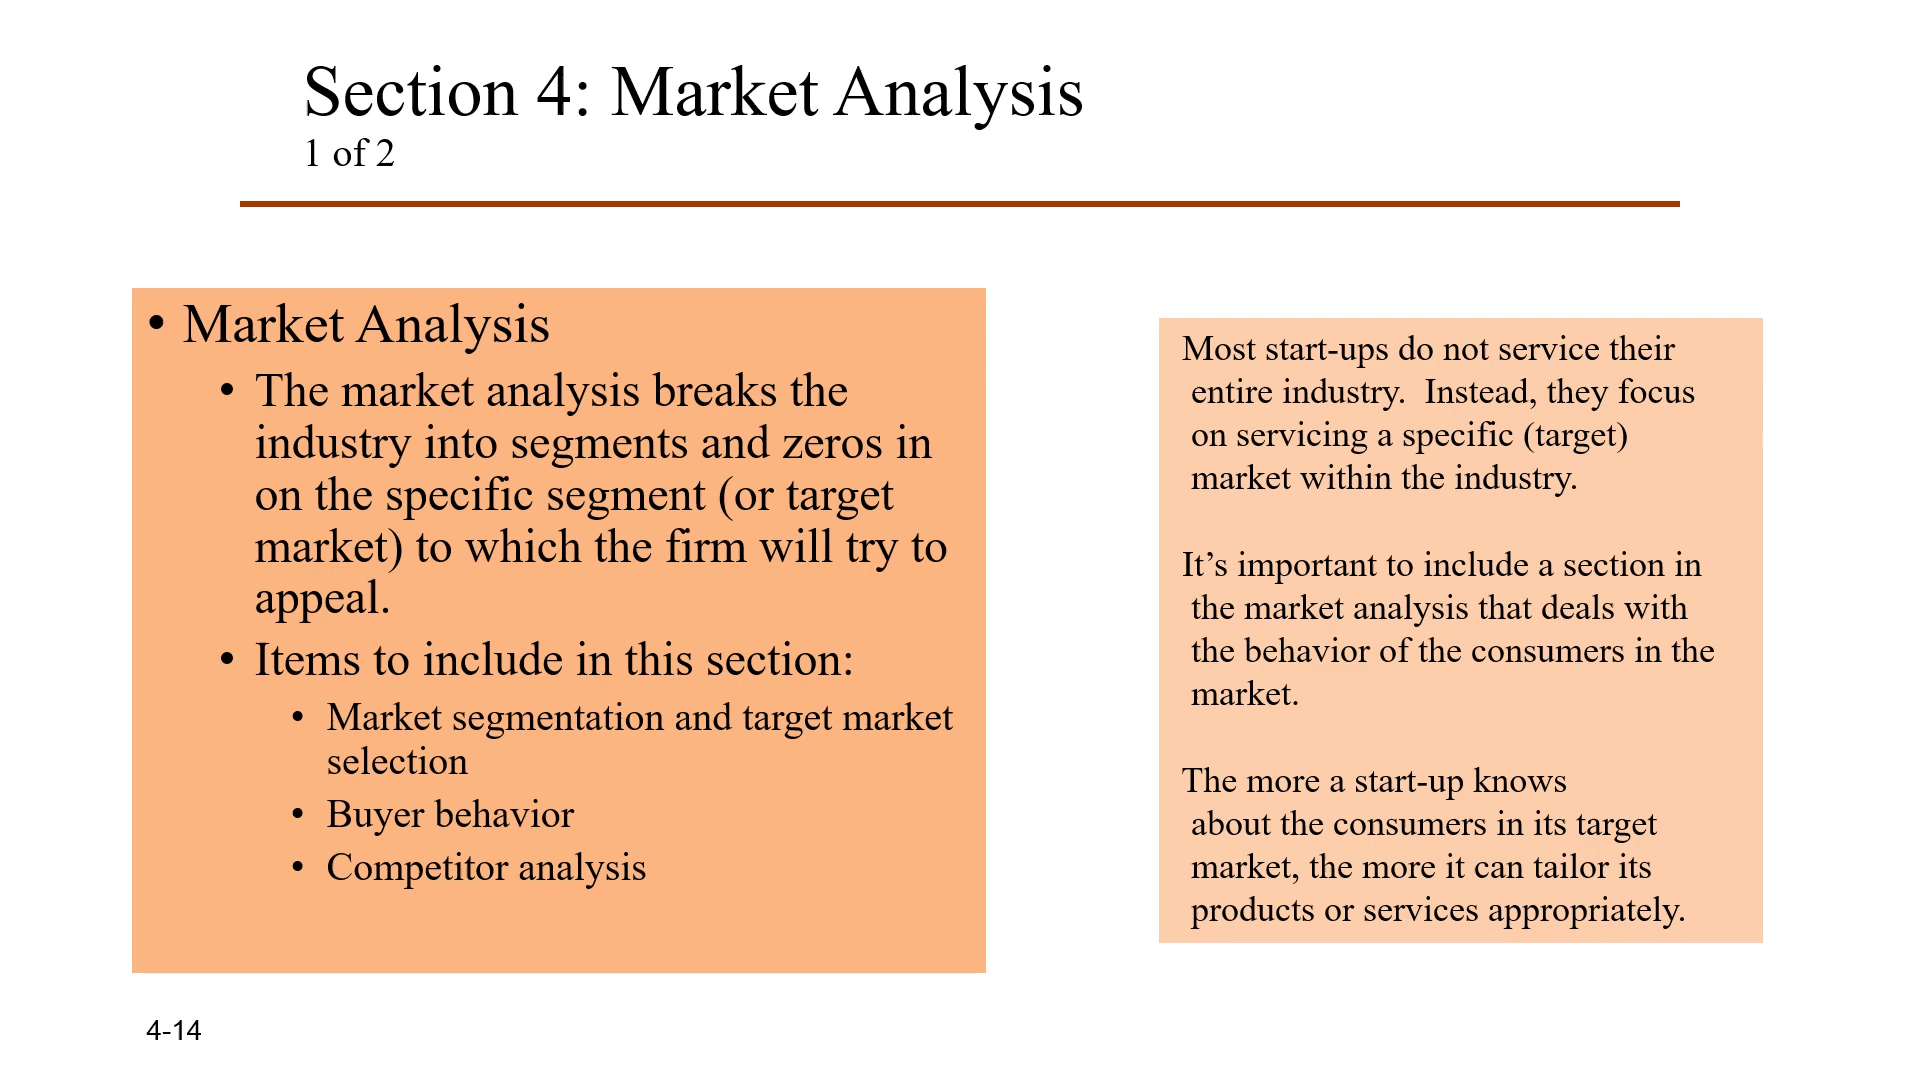 Section 4: Market Analysis
1 of 2
• Market Analysis
• The market analysis breaks the
industry into segments and zeros in
on the specific segment (or target
market) to which the firm will try to
appeal.
• Items to include in this section:
• Market segmentation and target market
selection
• Buyer behavior
• Competitor analysis
Most start-ups do not service their
entire industry.  Instead, they focus
on servicing a specific (target)
market within the industry.
It’s important to include a section in
the market analysis that deals with
the behavior of the consumers in the
market.
The more a start-up knows
about the consumers in its target
market, the more it can tailor its
products or services appropriately.
4-14